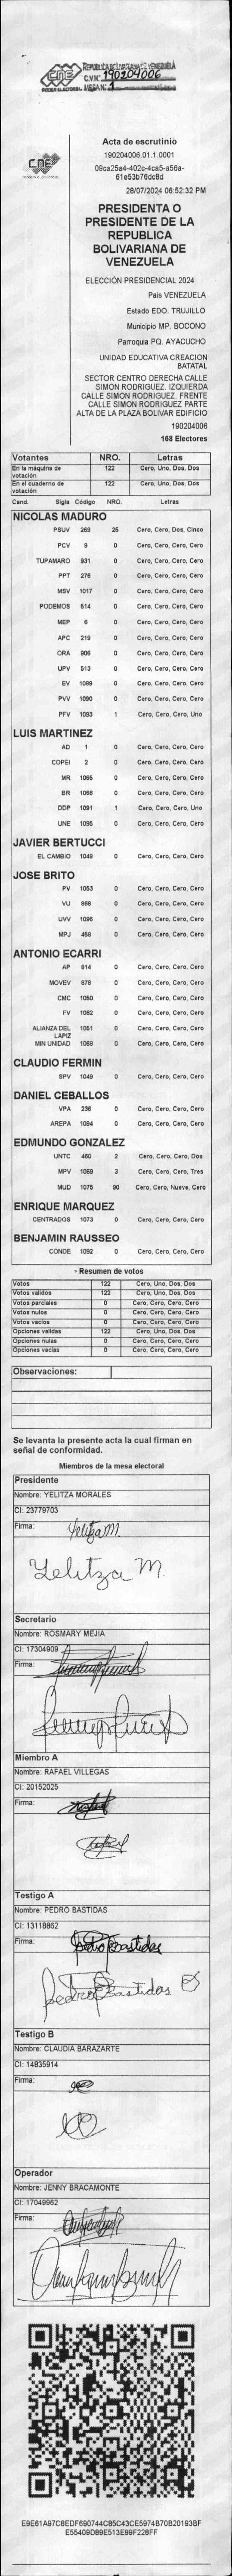 REPUBLICA BOLIVARIANA DE VENEZUELA
CNE
C.V.N° 190204006
PODER ELECTORAL MESA N° 1
CNE
Acta de escrutinio
190204006.01.1.0001
09ca25a4-402c-4ca5-a56a-
61e53b76dc8d
28/07/2024 06:52:32 PM
PRESIDENTA O
PRESIDENTE DE LA
REPUBLICA
BOLIVARIANA DE
VENEZUELA
ELECCIÓN PRESIDENCIAL 2024
Pais VENEZUELA
Estado EDO. TRUJILLO
Municipio MP. BOCONO
Parroquia PQ. AYACUCHO
UNIDAD EDUCATIVA CREACION
BATATAL
SECTOR CENTRO DERECHA CALLE
SIMON RODRIGUEZ. IZQUIERDA
CALLE SIMON RODRIGUEZ. FRENTE
CALLE SIMON RODRIGUEZ PARTE
ALTA DE LA PLAZA BOLIVAR EDIFICIO
190204006
168 Electores
Votantes NRO. Letras
En la máquina de votación 122 Cero, Uno, Dos, Dos
En el cuaderno de votación 122 Cero, Uno, Dos, Dos
Cand. Sigla Código NRO. Letras
NICOLAS MADURO
PSUV 269 25 Cero, Cero, Dos, Cinco
PCV 9 0 Cero, Cero, Cero, Cero
TUPAMARO 931 0 Cero, Cero, Cero, Cero
PPT 276 0 Cero, Cero, Cero, Cero
MSV 1017 0 Cero, Cero, Cero, Cero
PODEMOS 514 0 Cero, Cero, Cero, Cero
MEP 6 0 Cero, Cero, Cero, Cero
APC 219 0 Cero, Cero, Cero, Cero
ORA 906 0 Cero, Cero, Cero, Cero
UPV 513 0 Cero, Cero, Cero, Cero
EV 1089 0 Cero, Cero, Cero, Cero
PVV 1090 0 Cero, Cero, Cero, Cero
PFV 1093 1 Cero, Cero, Cero, Uno
LUIS MARTINEZ
AD 1 0 Cero, Cero, Cero, Cero
COPEI 2 0 Cero, Cero, Cero, Cero
MR 1065 0 Cero, Cero, Cero, Cero
BR 1066 0 Cero, Cero, Cero, Cero
DDP 1091 1 Cero, Cero, Cero, Uno
UNE 1095 0 Cero, Cero, Cero, Cero
JAVIER BERTUCCI
EL CAMBIO 1048 0 Cero, Cero, Cero, Cero
JOSE BRITO
PV 1053 0 Cero, Cero, Cero, Cero
VU 868 0 Cero, Cero, Cero, Cero
UVV 1096 0 Cero, Cero, Cero, Cero
MPJ 458 0 Cero, Cero, Cero, Cero
ANTONIO ECARRI
AP 814 0 Cero, Cero, Cero, Cero
MOVEV 978 0 Cero, Cero, Cero, Cero
CMC 1050 0 Cero, Cero, Cero, Cero
FV 1062 0 Cero, Cero, Cero, Cero
ALIANZA DEL LAPIZ 1051 0 Cero, Cero, Cero, Cero
MIN UNIDAD 1058 0 Cero, Cero, Cero, Cero
CLAUDIO FERMIN
SPV 1049 0 Cero, Cero, Cero, Cero
DANIEL CEBALLOS
VPA 236 0 Cero, Cero, Cero, Cero
AREPA 1094 0 Cero, Cero, Cero, Cero
EDMUNDO GONZALEZ
UNTC 460 2 Cero, Cero, Cero, Dos
MPV 1069 3 Cero, Cero, Cero, Tres
MUD 1075 90 Cero, Cero, Nueve, Cero
ENRIQUE MARQUEZ
CENTRADOS 1073 0 Cero, Cero, Cero, Cero
BENJAMIN RAUSSEO
CONDE 1092 0 Cero, Cero, Cero, Cero
Resumen de votos
Votos 122 Cero, Uno, Dos, Dos
Votos validos 122 Cero, Uno, Dos, Dos
Votos parciales 0 Cero, Cero, Cero, Cero
Votos nulos 0 Cero, Cero, Cero, Cero
Votos vacios 0 Cero, Cero, Cero, Cero
Opciones validas 122 Cero, Uno, Dos, Dos
Opciones nulas 0 Cero, Cero, Cero, Cero
Opciones vacias 0 Cero, Cero, Cero, Cero
Observaciones:
Se levanta la presente acta la cual firman en
señal de conformidad.
Miembros de la mesa electoral
Presidente
Nombre: YELITZA MORALES
CI: 23779703
Firma: Yelitza M.
Yelitza M.
Secretario
Nombre: ROSMARY MEJIA
CI: 17304909
Firma:
Miembro A
Nombre: RAFAEL VILLEGAS
CI: 20152025
Firma:
Testigo A
Nombre: PEDRO BASTIDAS
CI: 13118862
Firma: Pedro Bastidas
Pedro Bastidas
Testigo B
Nombre: CLAUDIA BARAZARTE
CI: 14835914
Firma:
Operador
Nombre: JENNY BRACAMONTE
CI: 17049962
Firma:
E9E61A97C8EDF690744C85C43CE5974B70B20193BF
E55409D89E513E99F228FF